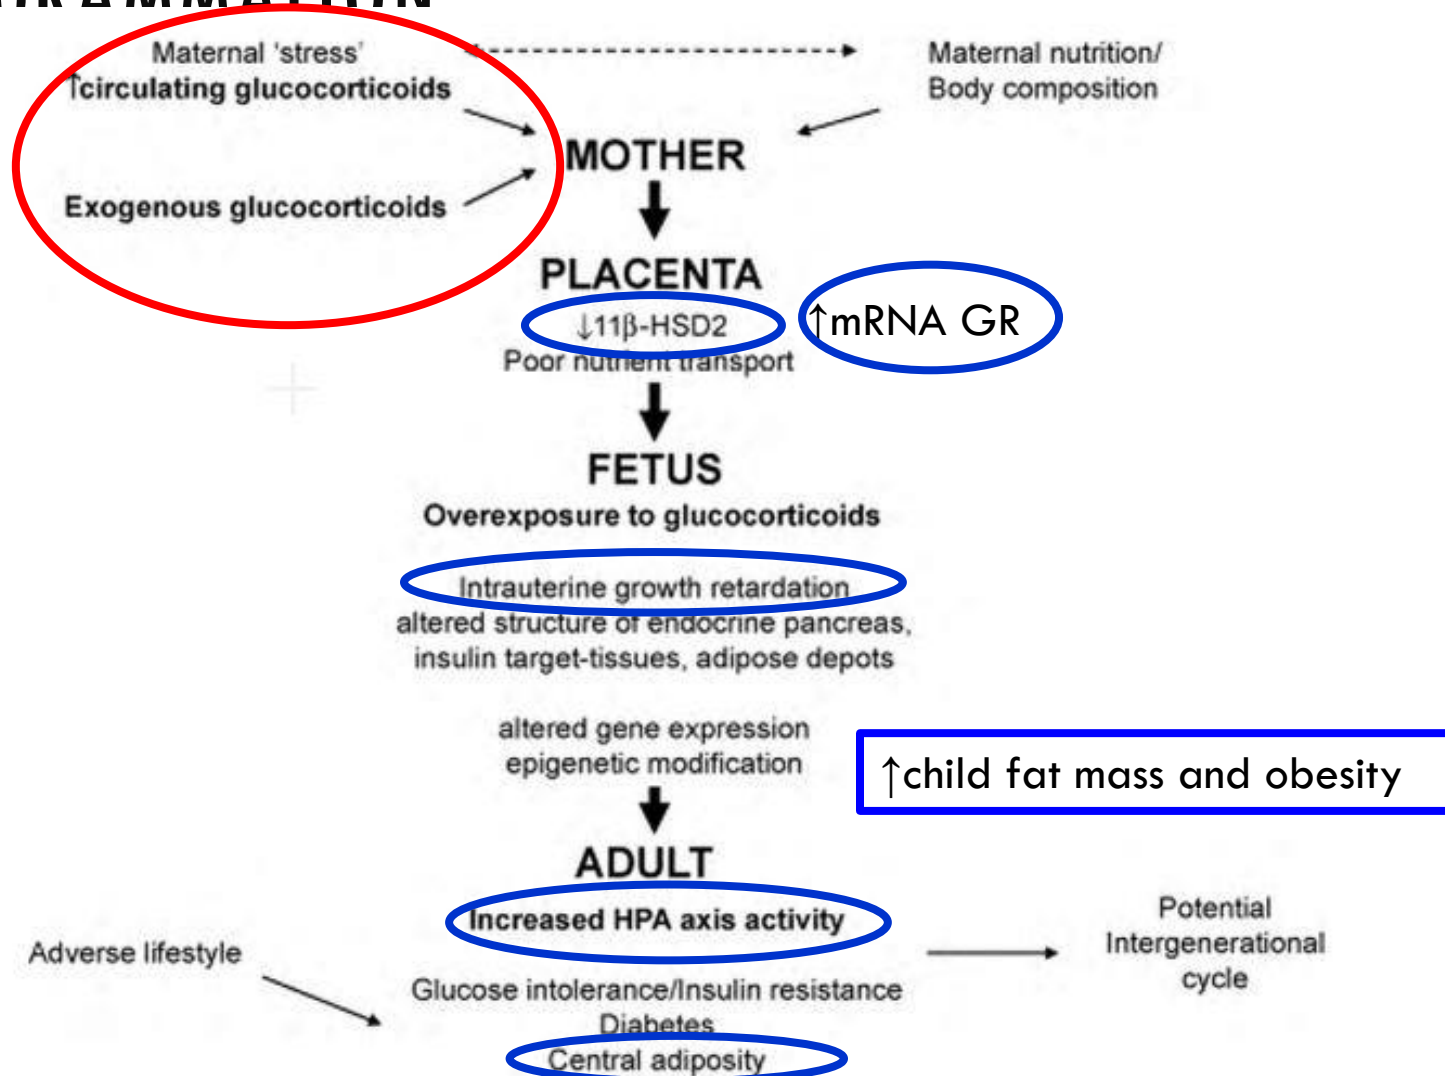 Maternal ‘stress’
↑circulating glucocorticoids
Maternal nutrition/
Body composition
MOTHER
Exogenous glucocorticoids
PLACENTA
↓11β-HSD2
↑mRNA GR
Poor nutrient transport
FETUS
Overexposure to glucocorticoids
Intrauterine growth retardation
altered structure of endocrine pancreas,
insulin target-tissues, adipose depots
altered gene expression
epigenetic modification
↑child fat mass and obesity
ADULT
Increased HPA axis activity
Adverse lifestyle
Potential
Intergenerational
cycle
Glucose intolerance/Insulin resistance
Diabetes
Central adiposity